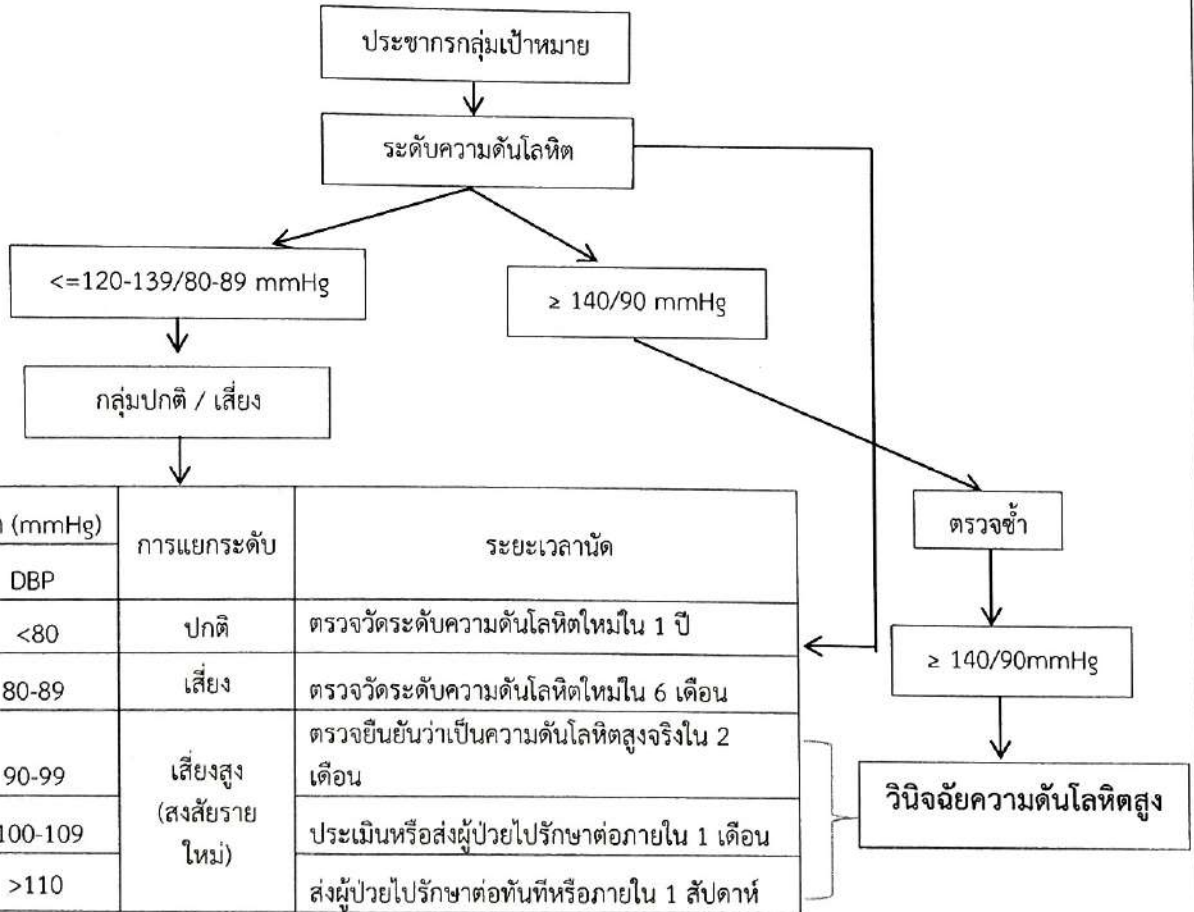 ประชากรกลุ่มเป้าหมาย
ระดับความดันโลหิต
<=120-139/80-89 mmHg
≥ 140/90 mmHg
กลุ่มปกติ / เสี่ยง
ตรวจซ้ำ
≥ 140/90mmHg
วินิจฉัยความดันโลหิตสูง
(mmHg)
การแยกระดับ
ระยะเวลานัด
DBP
<80
ปกติ
ตรวจวัดระดับความดันโลหิตใหม่ใน 1 ปี
80-89
เสี่ยง
ตรวจวัดระดับความดันโลหิตใหม่ใน 6 เดือน
90-99
เสี่ยงสูง
(สงสัยราย
ใหม่)
ตรวจยืนยันว่าเป็นความดันโลหิตสูงจริงใน 2
เดือน
100-109
ประเมินหรือส่งผู้ป่วยไปรักษาต่อภายใน 1 เดือน
>110
ส่งผู้ป่วยไปรักษาต่อทันทีหรือภายใน 1 สัปดาห์